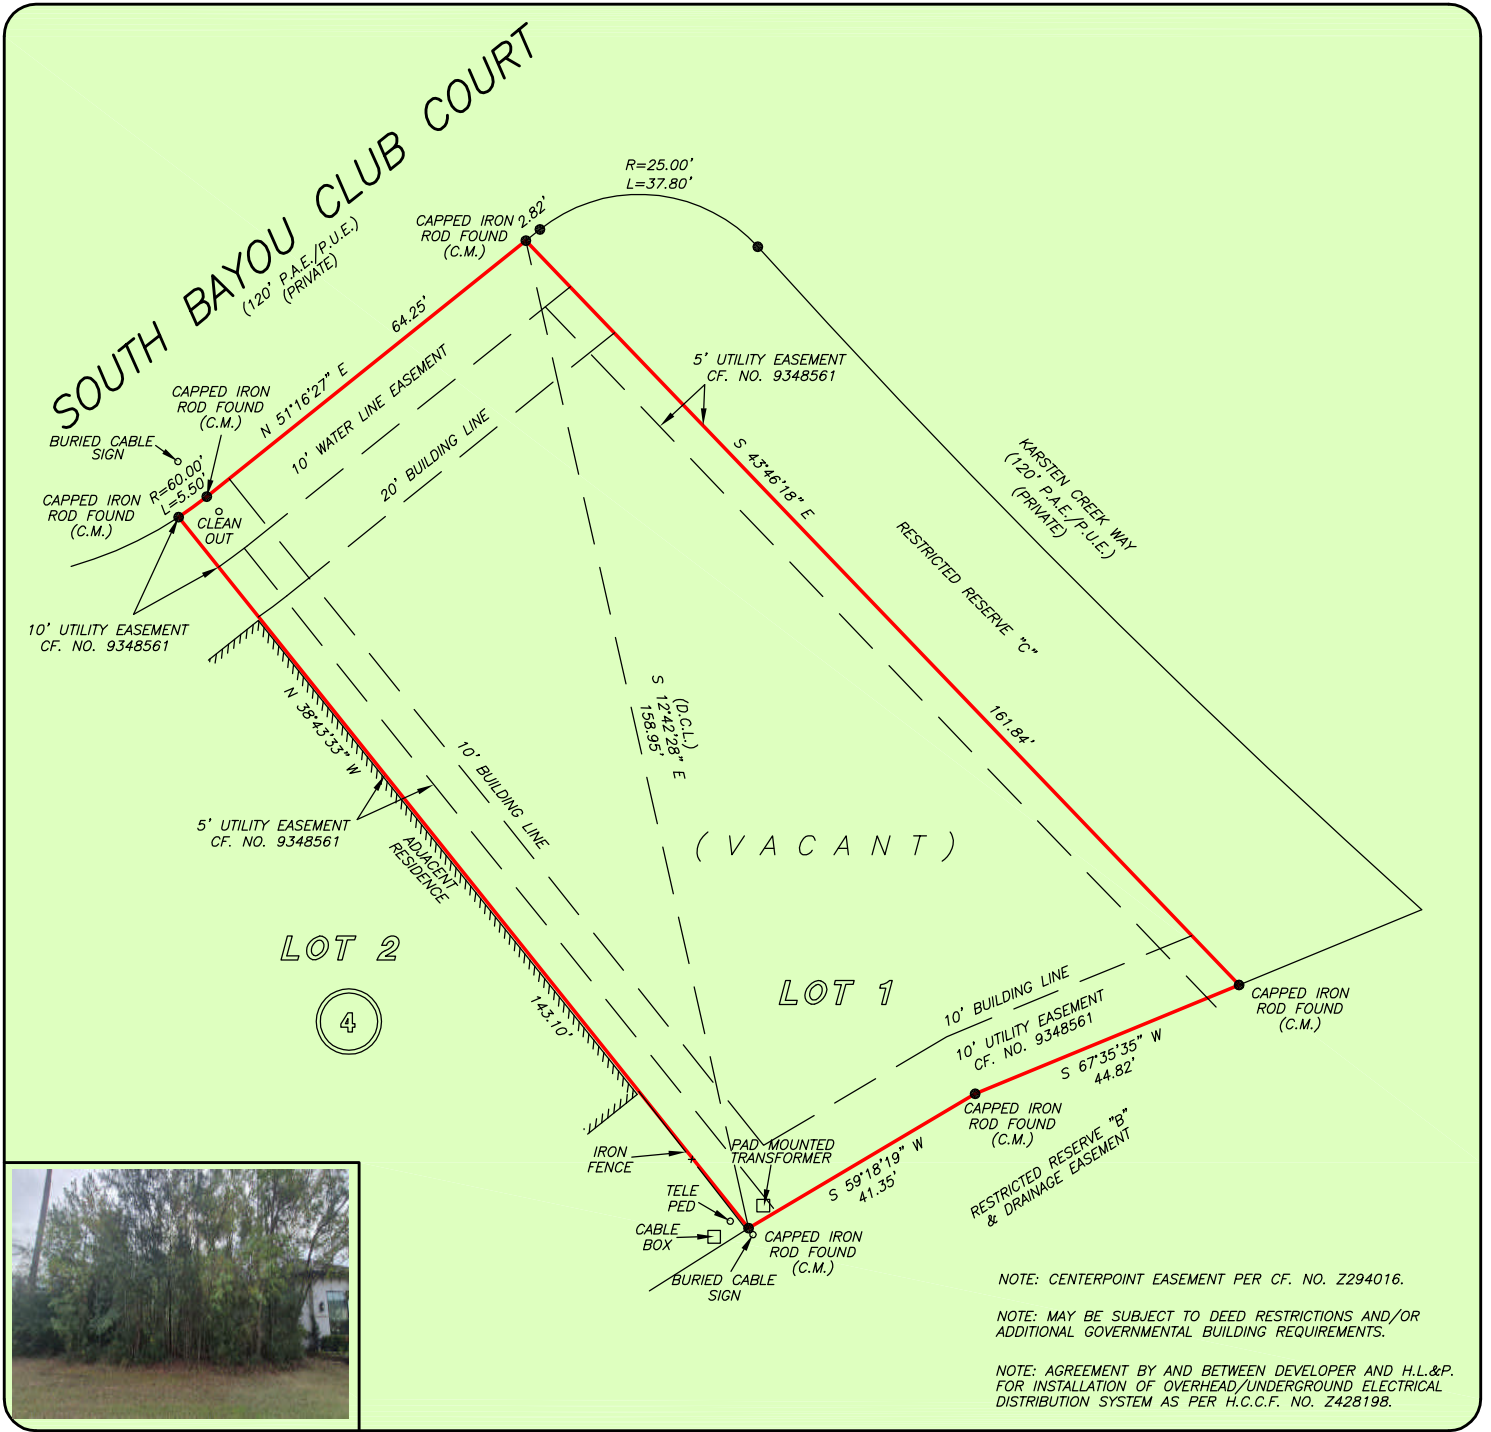 SOUTH BAYOU CLUB COURT
(120' P.A.E./P.U.E.)
(PRIVATE)
R=25.00'
L=37.80'
2.82'
CAPPED IRON
ROD FOUND
(C.M.)
64.25'
N 51°16'27" E
10' WATER LINE EASEMENT
20' BUILDING LINE
CAPPED IRON
ROD FOUND
(C.M.)
BURIED CABLE
SIGN
R=60.00'
L=5.50'
CAPPED IRON
ROD FOUND
(C.M.)
CLEAN
OUT
10' UTILITY EASEMENT
CF. NO. 9348561
5' UTILITY EASEMENT
CF. NO. 9348561
S 43°46'18" E
161.84'
RESTRICTED RESERVE "C"
KARSTEN CREEK WAY
(120' P.A.E./P.U.E.)
(PRIVATE)
N 38°43'33" W
143.10'
(D.C.L.)
S 12°42'28" E
158.95'
10' BUILDING LINE
5' UTILITY EASEMENT
CF. NO. 9348561
ADJACENT
RESIDENCE
(VACANT)
LOT 2
4
LOT 1
10' BUILDING LINE
10' UTILITY EASEMENT
CF. NO. 9348561
S 67°35'35" W
44.82'
CAPPED IRON
ROD FOUND
(C.M.)
CAPPED IRON
ROD FOUND
(C.M.)
RESTRICTED RESERVE "B"
& DRAINAGE EASEMENT
S 59°18'19" W
41.35'
PAD MOUNTED
TRANSFORMER
IRON
FENCE
TELE
PED
CABLE
BOX
CAPPED IRON
ROD FOUND
(C.M.)
BURIED CABLE
SIGN
NOTE: CENTERPOINT EASEMENT PER CF. NO. Z294016.
NOTE: MAY BE SUBJECT TO DEED RESTRICTIONS AND/OR
ADDITIONAL GOVERNMENTAL BUILDING REQUIREMENTS.
NOTE: AGREEMENT BY AND BETWEEN DEVELOPER AND H.L.&P.
FOR INSTALLATION OF OVERHEAD/UNDERGROUND ELECTRICAL
DISTRIBUTION SYSTEM AS PER H.C.C.F. NO. Z428198.